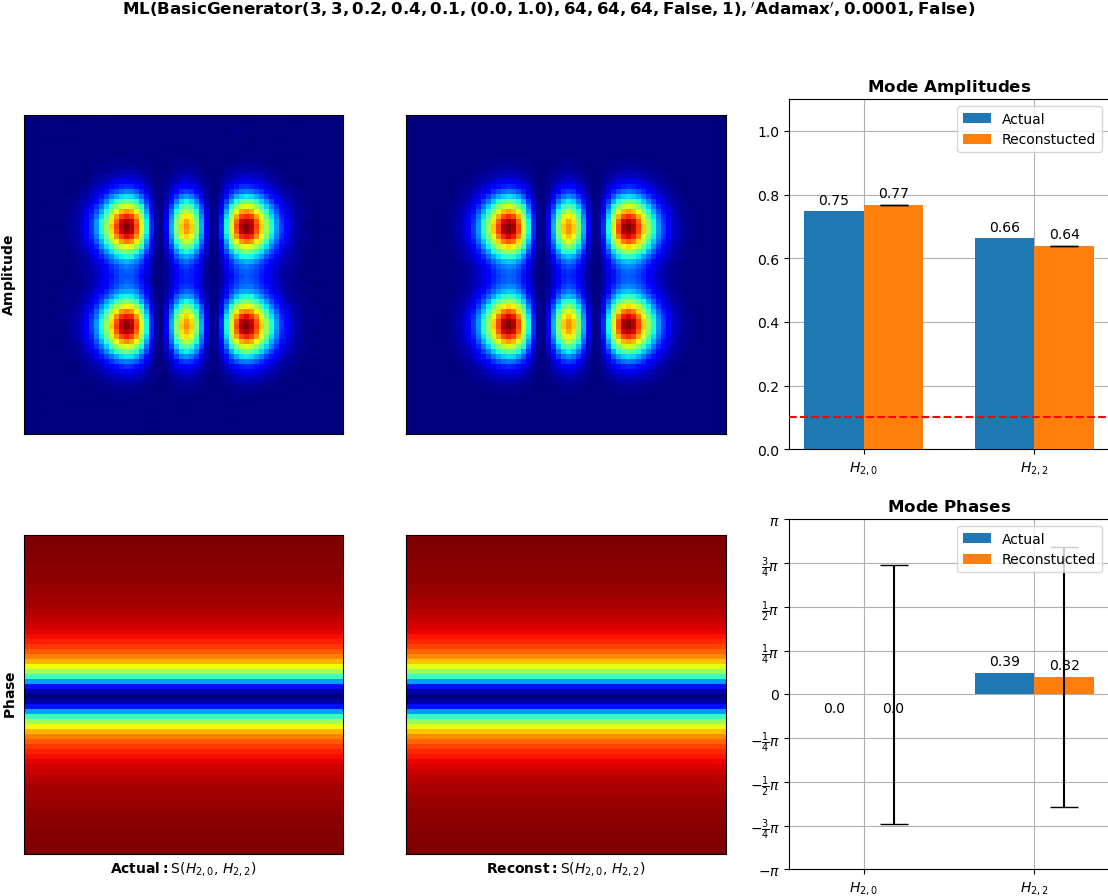 ML(BasicGenerator(3, 3, 0.2, 0.4, 0.1, (0.0, 1.0), 64, 64, 64, False, 1), 'Adamax', 0.0001, False)
Amplitude
Mode Amplitudes
Actual
Reconstucted
1.0
0.8
0.6
0.4
0.2
0.0
0.75
0.77
0.66
0.64
H2,0
H2,2
Phase
Actual: S(H2,0, H2,2)
Reconst: S(H2,0, H2,2)
Mode Phases
Actual
Reconstucted
π
3/4π
1/2π
1/4π
0
−1/4π
−1/2π
−3/4π
−π
0.0
0.0
0.39
0.32
H2,0
H2,2